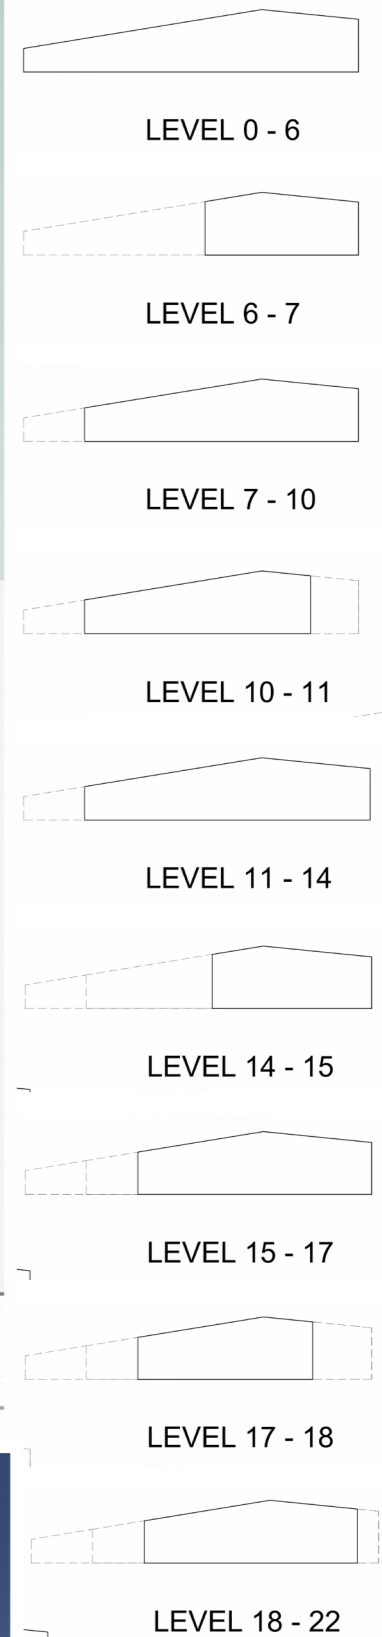 LEVEL 0 - 6
LEVEL 6 - 7
LEVEL 7 - 10
LEVEL 10 - 11
LEVEL 11 - 14
LEVEL 14 - 15
LEVEL 15 - 17
LEVEL 17 - 18
LEVEL 18 - 22